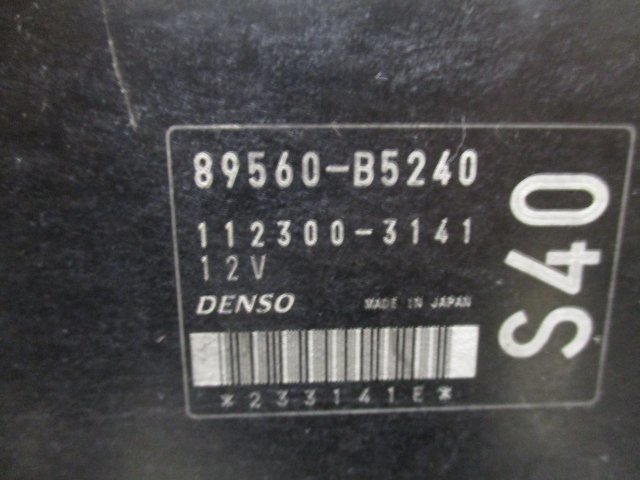 89560-B5240
112300-3141
12V
DENSO MADE IN JAPAN
*233141E*
S40